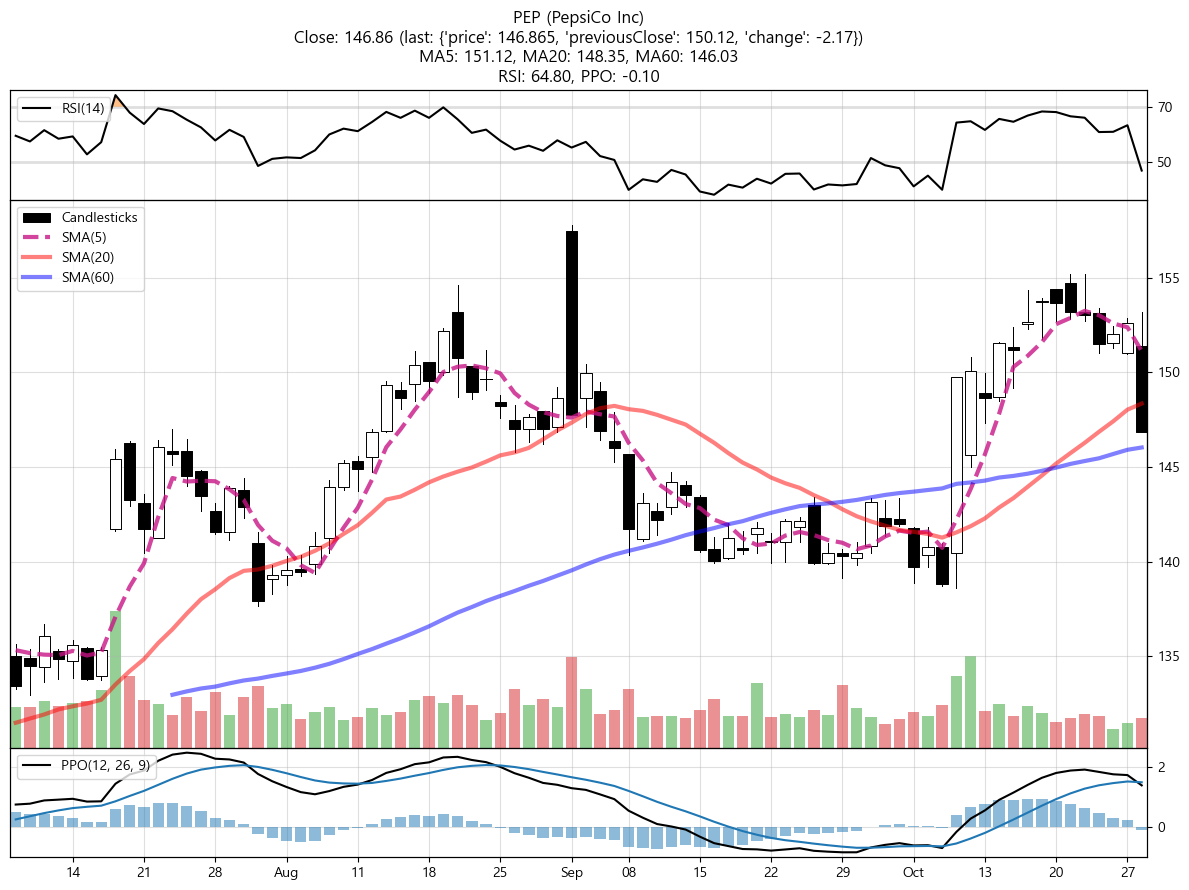 PEP (PepsiCo Inc)
Close: 146.86 (last: {'price': 146.865, 'previousClose': 150.12, 'change': -2.17})
MA5: 151.12, MA20: 148.35, MA60: 146.03
RSI: 64.80, PPO: -0.10
RSI(14)
70
50
Candlesticks
SMA(5)
SMA(20)
SMA(60)
155
150
145
140
135
PPO(12, 26, 9)
2
0
14 21 28 Aug 11 18 25 Sep 08 15 22 29 Oct 13 20 27